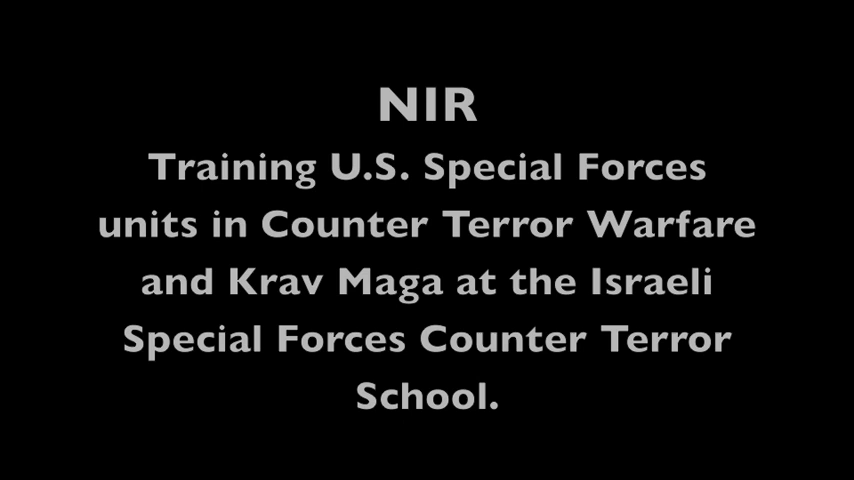 NIR
Training U.S. Special Forces
units in Counter Terror Warfare
and Krav Maga at the Israeli
Special Forces Counter Terror
School.